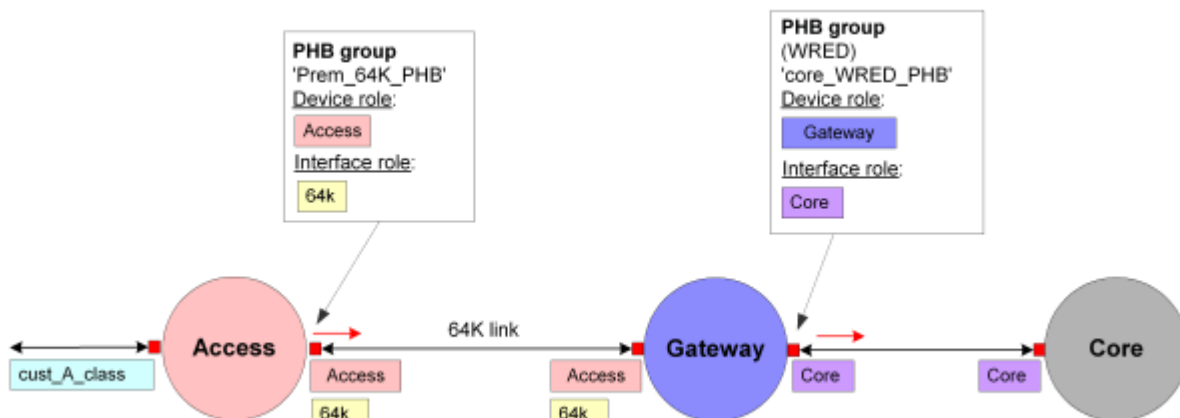 PHB group
'Prem_64K_PHB'
Device role:
Access
Interface role:
64k
PHB group
(WRED)
'core_WRED_PHB'
Device role:
Gateway
Interface role:
Core
Access
64K link
Gateway
Core
cust_A_class
Access
64k
Access
64k
Core
Core